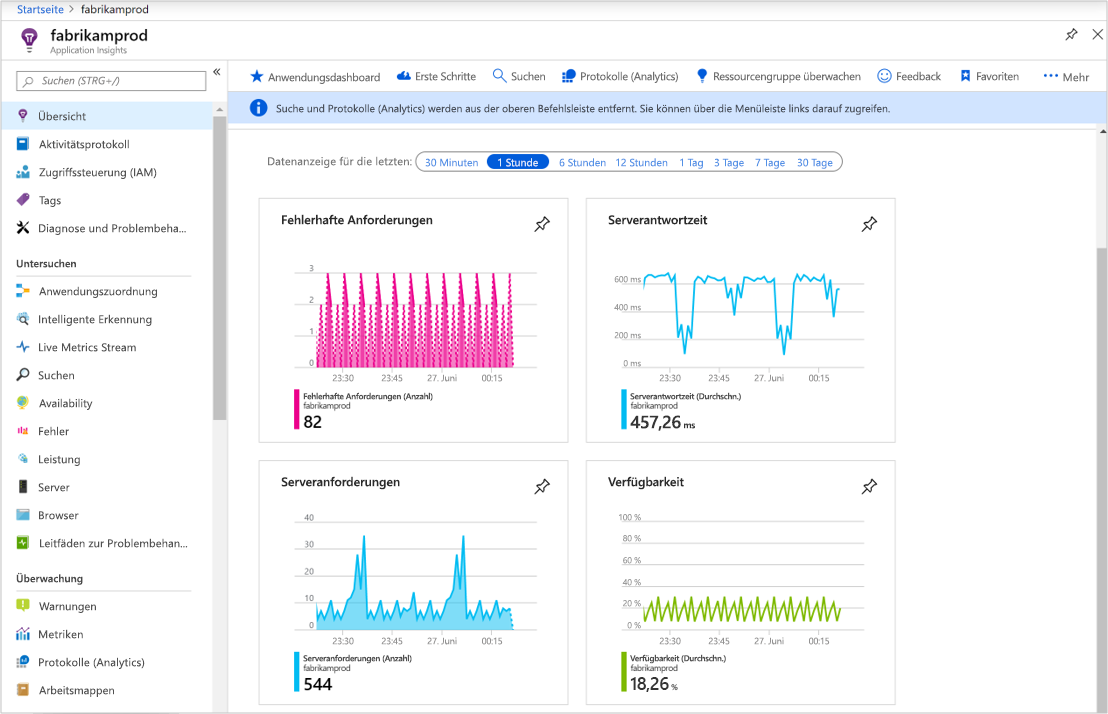 Startseite > fabrikamprod
fabrikamprod
Application Insights
Suchen (STRG+/)
«
Übersicht
Aktivitätsprotokoll
Zugriffssteuerung (IAM)
Tags
Diagnose und Problembeha...
Untersuchen
Anwendungszuordnung
Intelligente Erkennung
Live Metrics Stream
Suchen
Availability
Fehler
Leistung
Server
Browser
Leitfäden zur Problembehan...
Überwachung
Warnungen
Metriken
Protokolle (Analytics)
Arbeitsmappen
Anwendungsdashboard Erste Schritte Suchen Protokolle (Analytics) Ressourcengruppe überwachen Feedback Favoriten Mehr
Suche und Protokolle (Analytics) werden aus der oberen Befehlsleiste entfernt. Sie können über die Menüleiste links darauf zugreifen.
Datenanzeige für die letzten: 30 Minuten 1 Stunde 6 Stunden 12 Stunden 1 Tag 3 Tage 7 Tage 30 Tage
Fehlerhafte Anforderungen
3
2
1
0
23:30 23:45 27. Juni 00:15
Fehlerhafte Anforderungen (Anzahl)
fabrikamprod
82
Serverantwortzeit
600 ms
400 ms
200 ms
0 ms
23:30 23:45 27. Juni 00:15
Serverantwortzeit (Durchschn.)
fabrikamprod
457,26 ms
Serveranforderungen
40
30
20
10
0
23:30 23:45 27. Juni 00:15
Serveranforderungen (Anzahl)
fabrikamprod
544
Verfügbarkeit
100 %
80 %
60 %
40 %
20 %
0 %
23:30 23:45 27. Juni 00:15
Verfügbarkeit (Durchschn.)
fabrikamprod
18,26 %